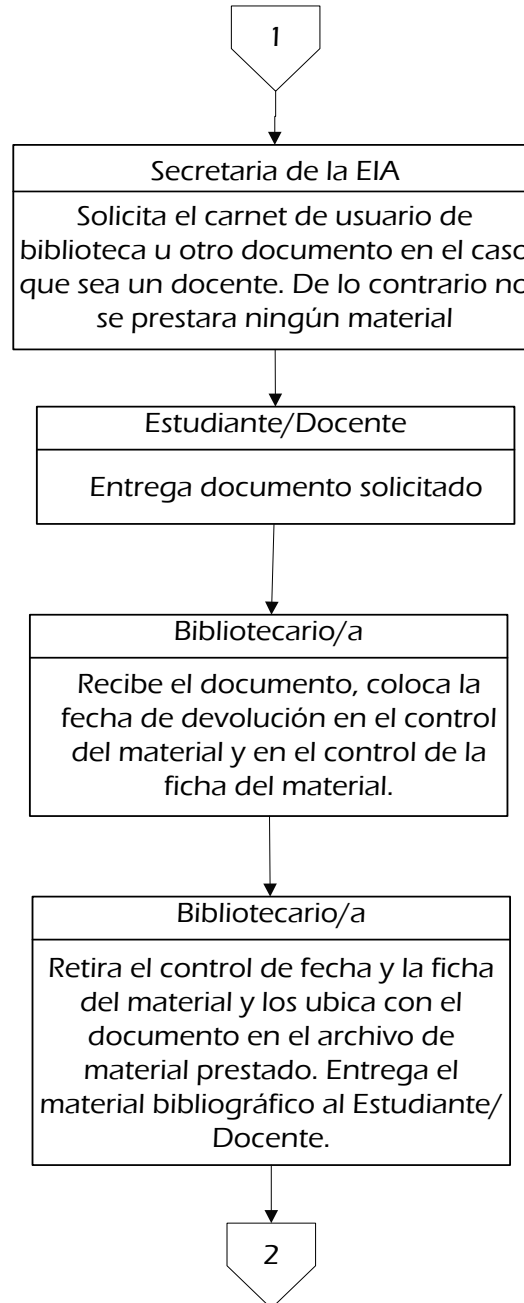 1
Secretaria de la EIA
Solicita el carnet de usuario de
biblioteca u otro documento en el caso
que sea un docente. De lo contrario no
se prestara ningún material
Estudiante/Docente
Entrega documento solicitado
Bibliotecario/a
Recibe el documento, coloca la
fecha de devolución en el control
del material y en el control de la
ficha del material.
Bibliotecario/a
Retira el control de fecha y la ficha
del material y los ubica con el
documento en el archivo de
material prestado. Entrega el
material bibliográfico al Estudiante/
Docente.
2